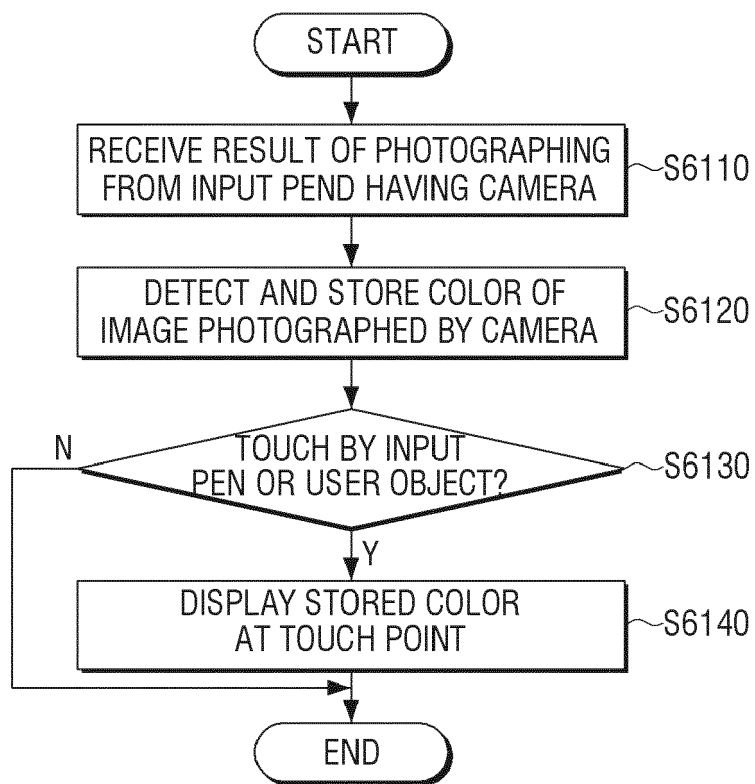 START
RECEIVE RESULT OF PHOTOGRAPHING
FROM INPUT PEND HAVING CAMERA
S6110
DETECT AND STORE COLOR OF
IMAGE PHOTOGRAPHED BY CAMERA
S6120
N
TOUCH BY INPUT
PEN OR USER OBJECT?
S6130
Y
DISPLAY STORED COLOR
AT TOUCH POINT
S6140
END